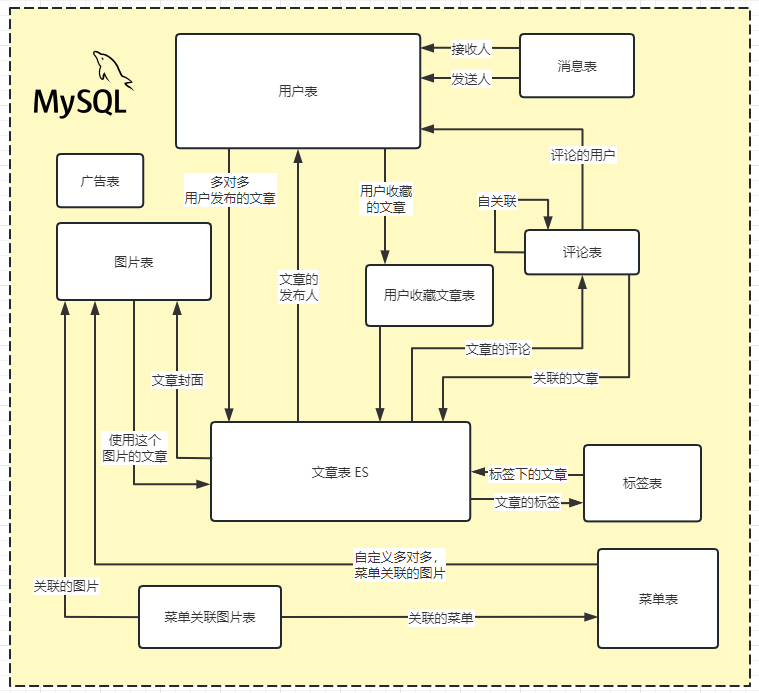 MySQL
用户表
接收人
发送人
消息表
广告表
多对多
用户发布的文章
用户收藏
的文章
评论的用户
自关联
图片表
文章的
发布人
用户收藏文章表
评论表
文章封面
文章的评论
关联的文章
使用这个
图片的文章
文章表 ES
标签下的文章
文章的标签
标签表
自定义多对多，
菜单关联的图片
关联的图片
菜单关联图片表
关联的菜单
菜单表